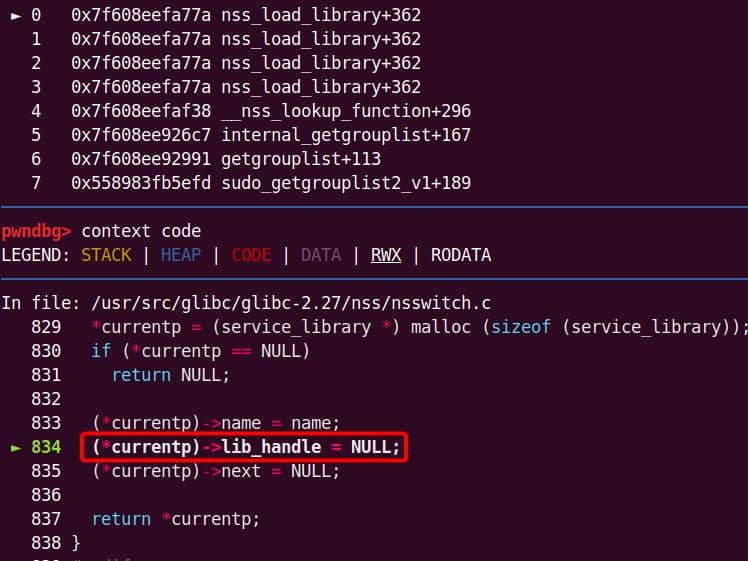 ► 0 0x7f608eefa77a nss_load_library+362
1 0x7f608eefa77a nss_load_library+362
2 0x7f608eefa77a nss_load_library+362
3 0x7f608eefa77a nss_load_library+362
4 0x7f608eefaf38 __nss_lookup_function+296
5 0x7f608ee926c7 internal_getgrouplist+167
6 0x7f608ee92991 getgrouplist+113
7 0x558983fb5efd sudo_getgrouplist2_v1+189
pwndbg> context code
LEGEND: STACK | HEAP | CODE | DATA | RWX | RODATA
In file: /usr/src/glibc/glibc-2.27/nss/nsswitch.c
829 *currentp = (service_library *) malloc (sizeof (service_library));
830 if (*currentp == NULL)
831 return NULL;
832
833 (*currentp)->name = name;
► 834 (*currentp)->lib_handle = NULL;
835 (*currentp)->next = NULL;
836
837 return *currentp;
838 }